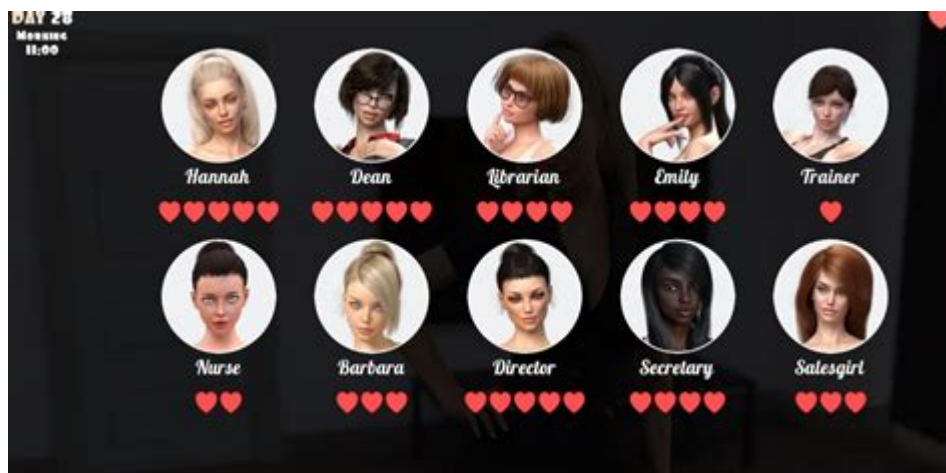 DAY 28
Morning
11:00
Hannah Dean Librarian Emily Trainer
Nurse Barbara Director Secretary Salesgirl